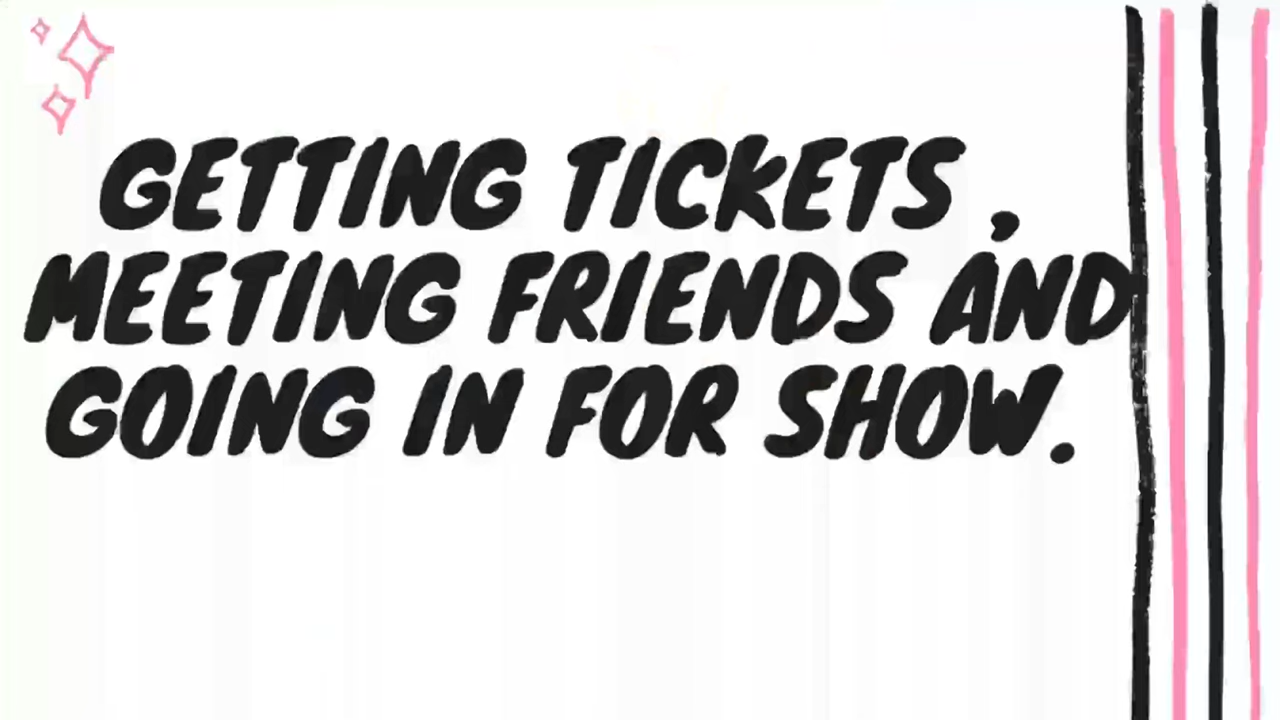 GETTING TICKETS ,
MEETING FRIENDS AND
GOING IN FOR SHOW.